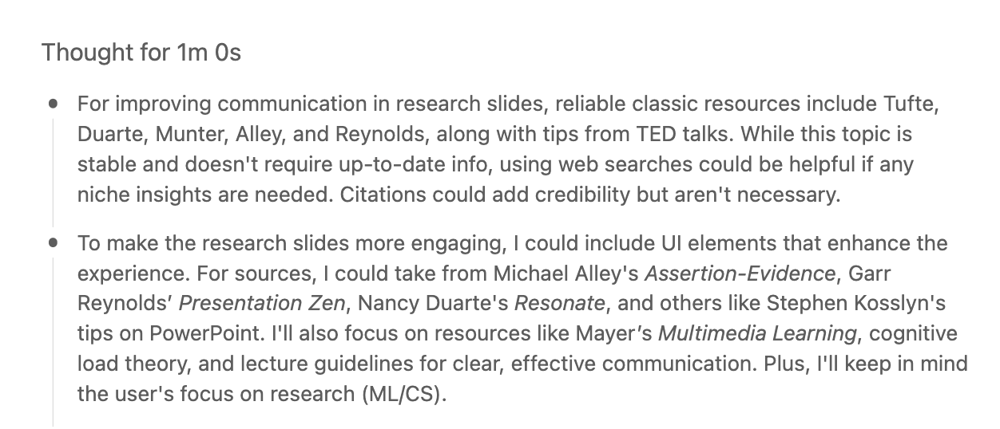 Thought for 1m 0s
For improving communication in research slides, reliable classic resources include Tufte,
Duarte, Munter, Alley, and Reynolds, along with tips from TED talks. While this topic is
stable and doesn't require up-to-date info, using web searches could be helpful if any
niche insights are needed. Citations could add credibility but aren't necessary.
To make the research slides more engaging, I could include UI elements that enhance the
experience. For sources, I could take from Michael Alley's Assertion-Evidence, Garr
Reynolds’ Presentation Zen, Nancy Duarte's Resonate, and others like Stephen Kosslyn's
tips on PowerPoint. I'll also focus on resources like Mayer’s Multimedia Learning, cognitive
load theory, and lecture guidelines for clear, effective communication. Plus, I'll keep in mind
the user's focus on research (ML/CS).